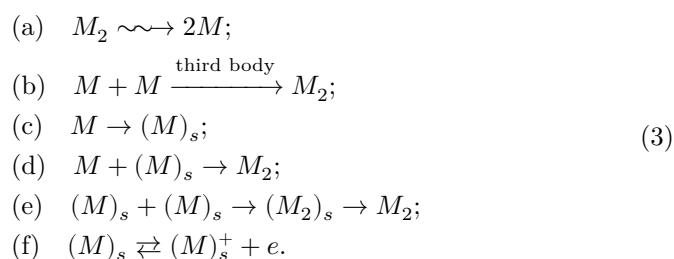 (a) M₂ ⇝ 2M;
(b) M + M —third body→ M₂;
(c) M → (M)ₛ;
(d) M + (M)ₛ → M₂;
(3)
(e) (M)ₛ + (M)ₛ → (M₂)ₛ → M₂;
(f) (M)ₛ ⇄ (M)ₛ⁺ + e.